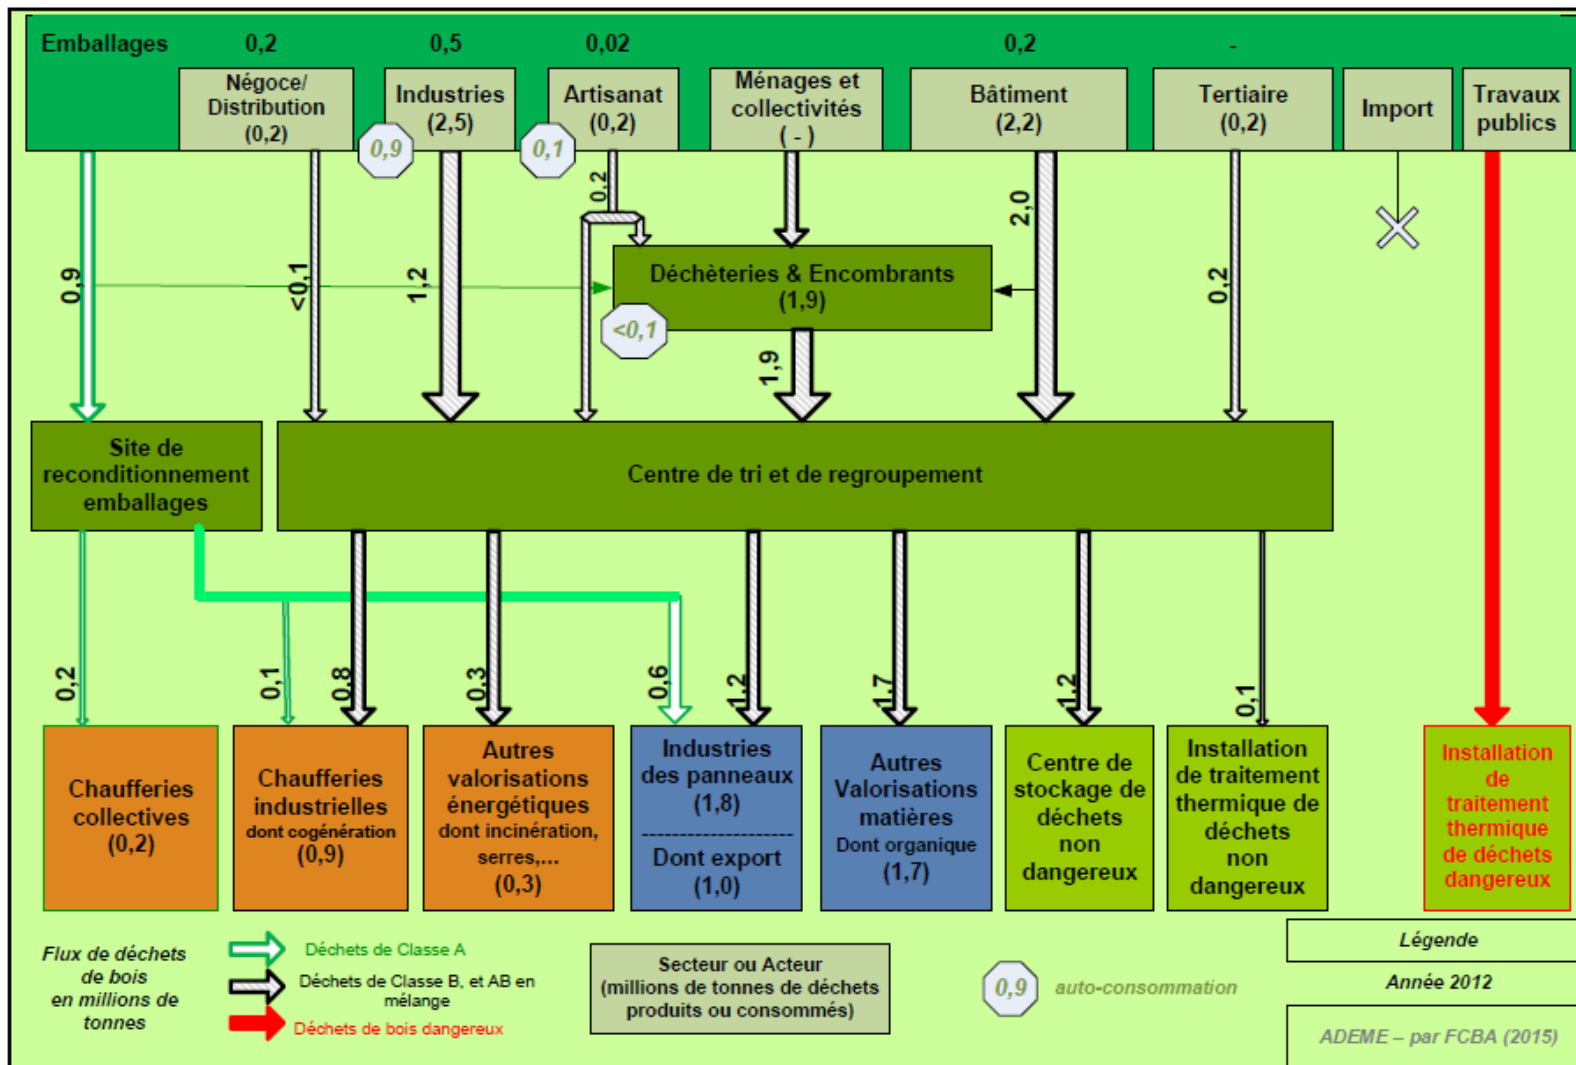 Emballages 0,2 0,5 0,02 0,2 -
Négoce/
Distribution
(0,2)
Industries
(2,5)
0,9
Artisanat
(0,2)
0,1
Ménages et
collectivités
( - )
Bâtiment
(2,2)
Tertiaire
(0,2)
Import
Travaux
publics
0,9
<0,1
1,2
0,2
2,0
0,2
Déchèteries & Encombrants
(1,9)
<0,1
1,9
Site de
reconditionnement
emballages
Centre de tri et de regroupement
0,2
0,1
0,8
0,3
0,6
1,2
1,7
1,2
0,1
Chaufferies
collectives
(0,2)
Chaufferies
industrielles
dont cogénération
(0,9)
Autres
valorisations
énergétiques
dont incinération,
serres,...
(0,3)
Industries
des panneaux
(1,8)
--------------------
Dont export
(1,0)
Autres
Valorisations
matières
Dont organique
(1,7)
Centre de
stockage de
déchets
non
dangereux
Installation
de traitement
thermique de
déchets
non
dangereux
Installation
de
traitement
thermique
de déchets
dangereux
Flux de déchets
de bois
en millions de
tonnes
Déchets de Classe A
Déchets de Classe B, et AB en
mélange
Déchets de bois dangereux
Secteur ou Acteur
(millions de tonnes de déchets
produits ou consommés)
0,9
auto-consommation
Légende
Année 2012
ADEME – par FCBA (2015)